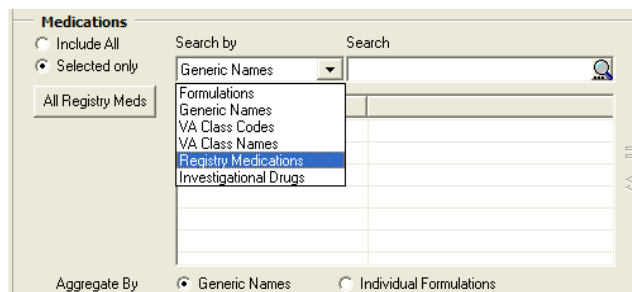 Medications
Include All
Search by
Search
Selected only
Generic Names
All Registry Meds
Formulations
Generic Names
VA Class Codes
VA Class Names
Registry Medications
Investigational Drugs
Aggregate By
Generic Names
Individual Formulations